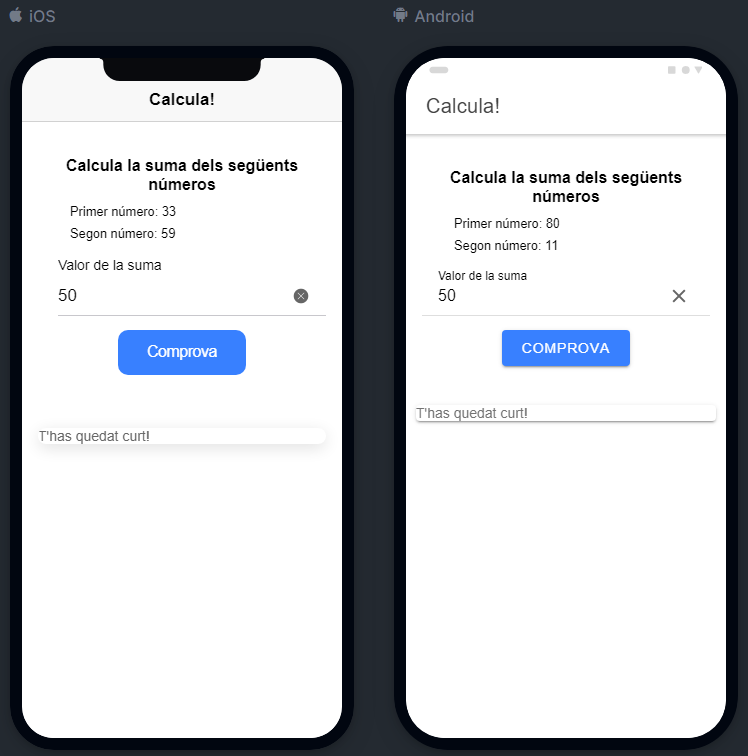 iOS
Calcula!
Calcula la suma dels següents
números
Primer número: 33
Segon número: 59
Valor de la suma
50
Comprova
T'has quedat curt!
Android
Calcula!
Calcula la suma dels següents
números
Primer número: 80
Segon número: 11
Valor de la suma
50
COMPROVA
T'has quedat curt!